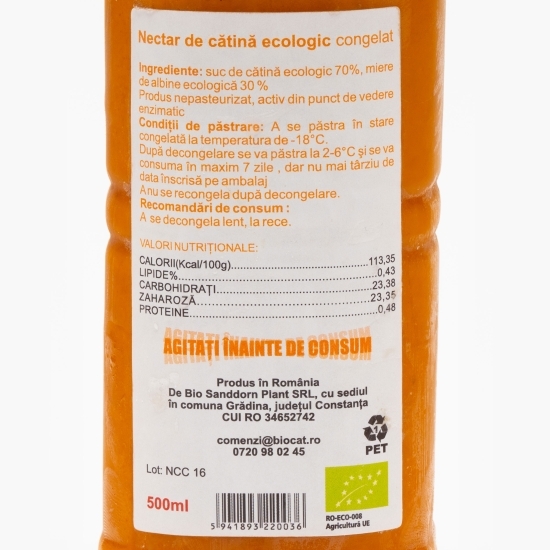 Nectar de cătină ecologic congelat
Ingrediente: suc de cătină ecologic 70%, miere
de albine ecologică 30 %
Produs nepasteurizat, activ din punct de vedere
enzimatic
Condiții de păstrare: A se păstra în stare
congelată la temperatura de -18°C.
După decongelare se va păstra la 2-6°C și se va
consuma în maxim 7 zile , dar nu mai târziu de
data înscrisă pe ambalaj
A nu se recongela după decongelare.
Recomandări de consum :
A se decongela lent, la rece.
VALORI NUTRIȚIONALE:
CALORII(Kcal/100g)........................113,35
LIPIDE%........................0,43
CARBOHIDRAȚI........................23,38
ZAHAROZĂ........................23,35
PROTEINE........................0,48
AGITAȚI ÎNAINTE DE CONSUM
Produs în România
De Bio Sanddorn Plant SRL, cu sediul
în comuna Grădina, județul Constanța
CUI RO 34652742
comenzi@biocat.ro
0720 98 02 45
1
PET
Lot: NCC 16
500ml
5 941893 220036
RO-ECO-008
Agricultură UE